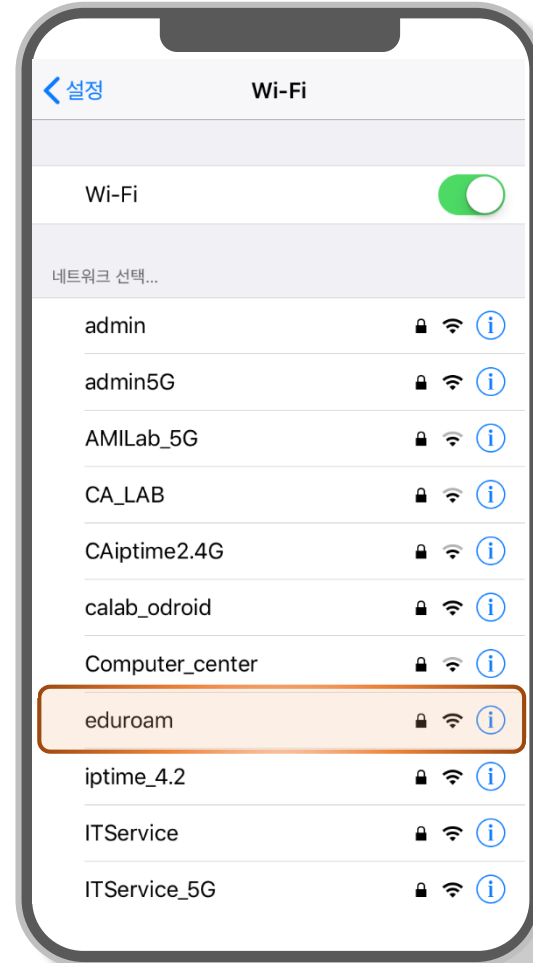 설정 Wi-Fi
Wi-Fi
네트워크 선택...
admin
admin5G
AMILab_5G
CA_LAB
CAiptime2.4G
calab_odroid
Computer_center
eduroam
iptime_4.2
ITService
ITService_5G